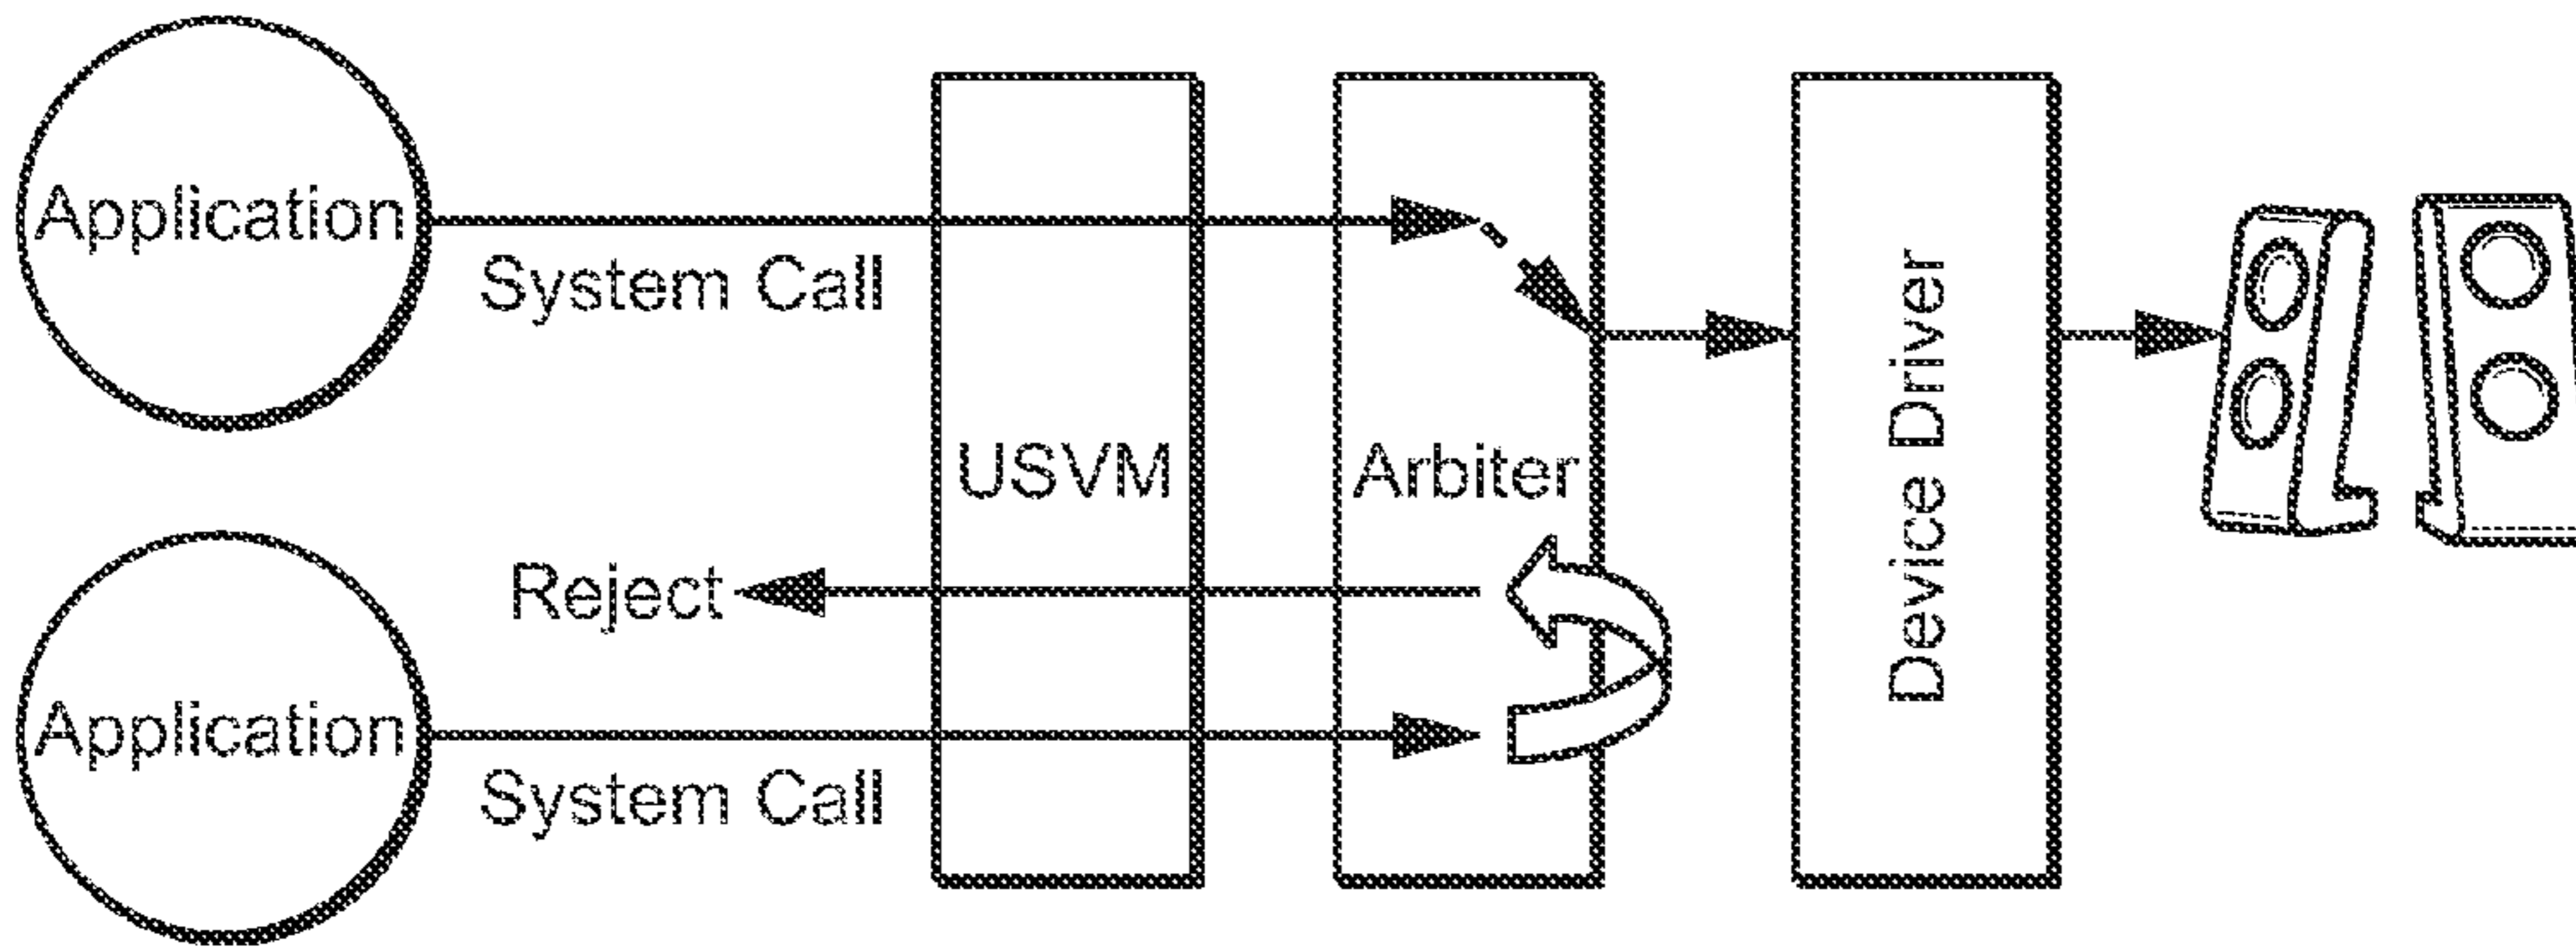 Application
System Call
USVM
Arbiter
Device Driver
Reject
Application
System Call